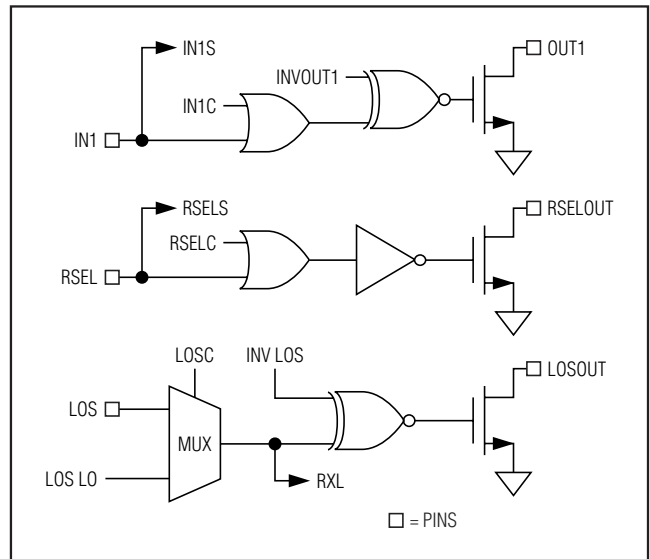 IN1S
OUT1
INVOUT1
IN1C
IN1
RSELS
RSELOUT
RSELC
RSEL
LOSC
INV LOS
LOSOUT
LOS
MUX
LOS LO
RXL
= PINS